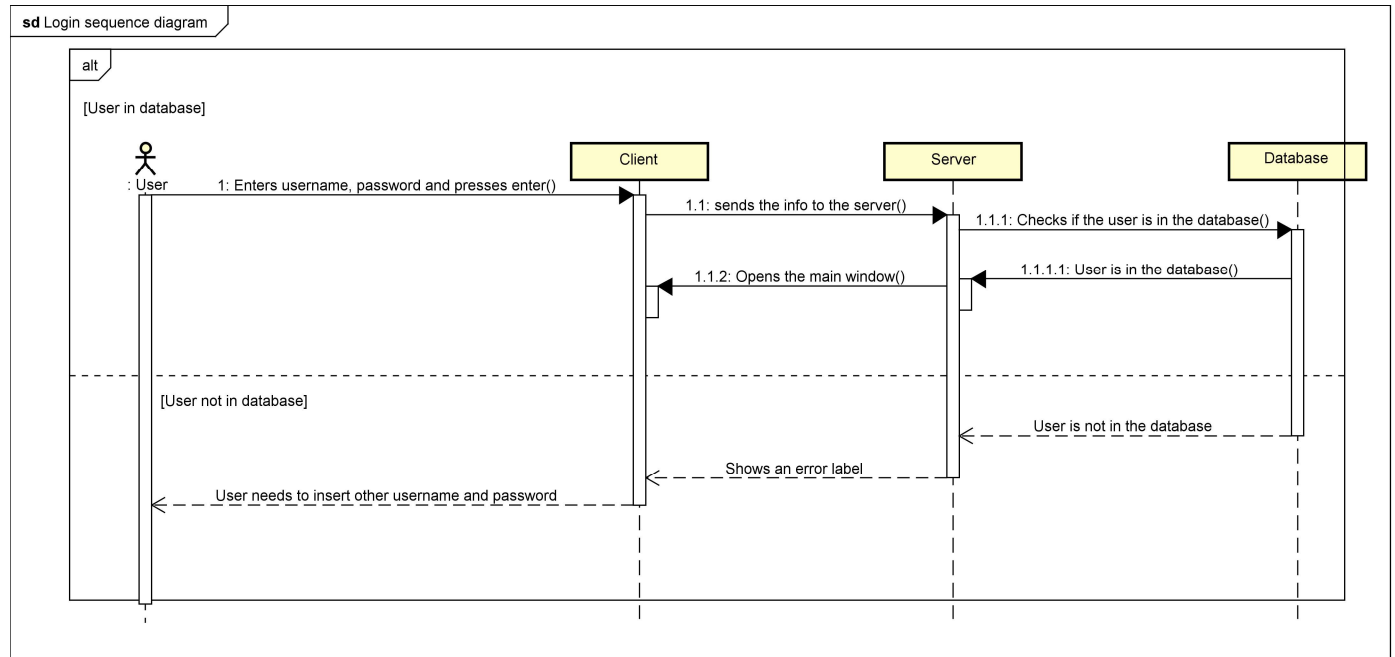 sd Login sequence diagram
alt
[User in database]
: User
Client
Server
Database
1: Enters username, password and presses enter()
1.1: sends the info to the server()
1.1.1: Checks if the user is in the database()
1.1.1.1: User is in the database()
1.1.2: Opens the main window()
[User not in database]
User is not in the database
Shows an error label
User needs to insert other username and password